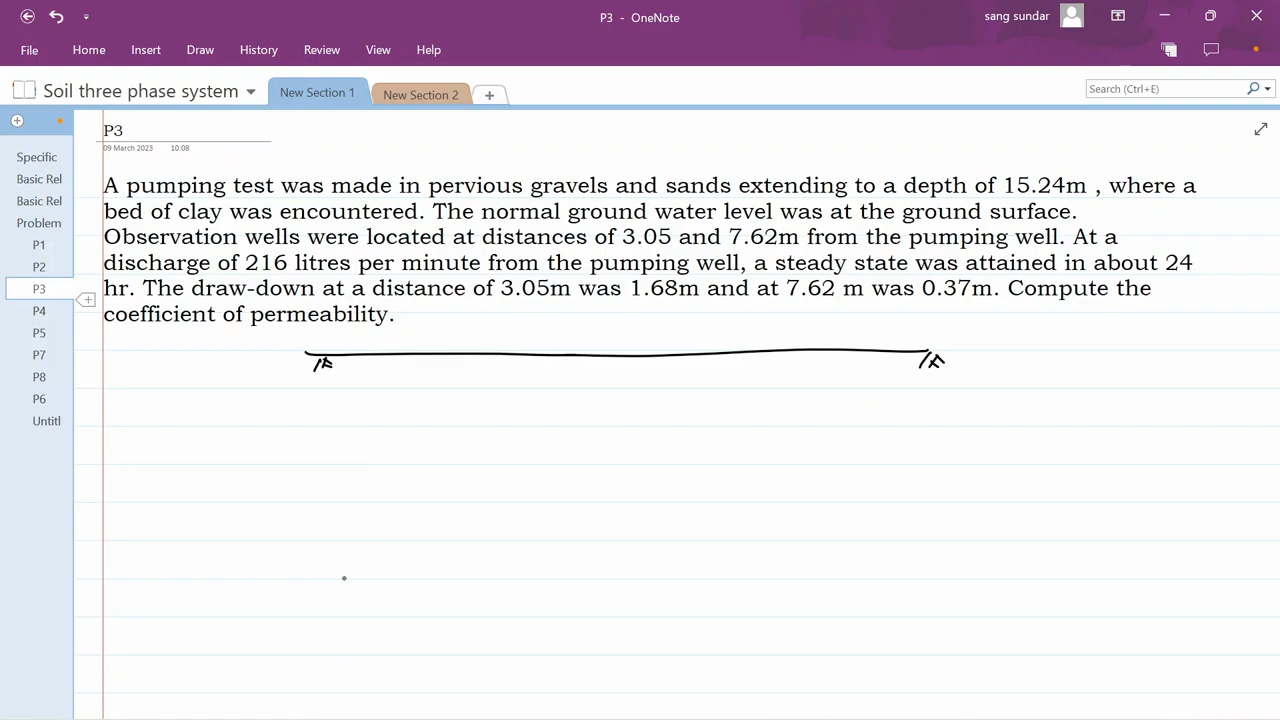 P3 - OneNote
sang sundar
File Home Insert Draw History Review View Help
Soil three phase system
New Section 1
New Section 2
Search (Ctrl+E)
P3
09 March 2023 10:08
Specific
Basic Rel
Basic Rel
Problem
P1
P2
P3
P4
P5
P7
P8
P6
Untitl
A pumping test was made in pervious gravels and sands extending to a depth of 15.24m , where a
bed of clay was encountered. The normal ground water level was at the ground surface.
Observation wells were located at distances of 3.05 and 7.62m from the pumping well. At a
discharge of 216 litres per minute from the pumping well, a steady state was attained in about 24
hr. The draw-down at a distance of 3.05m was 1.68m and at 7.62 m was 0.37m. Compute the
coefficient of permeability.